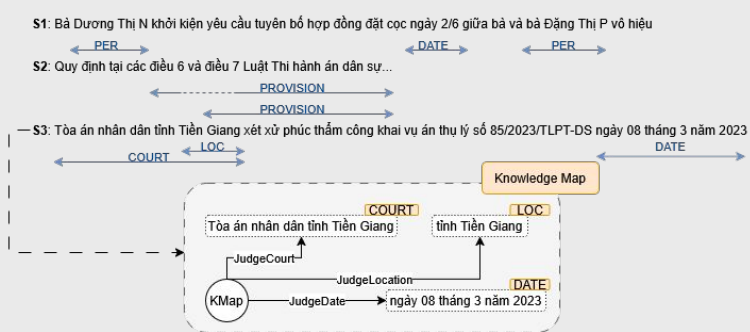 S1: Bà Dương Thị N khởi kiện yêu cầu tuyên bố hợp đồng đặt cọc ngày 2/6 giữa bà và bà Đặng Thị P vô hiệu
PER DATE PER
S2: Quy định tại các điều 6 và điều 7 Luật Thi hành án dân sự...
PROVISION
PROVISION
S3: Tòa án nhân dân tỉnh Tiền Giang xét xử phúc thẩm công khai vụ án thụ lý số 85/2023/TLPT-DS ngày 08 tháng 3 năm 2023
LOC DATE
COURT
Knowledge Map
COURT LOC
Tòa án nhân dân tỉnh Tiền Giang tỉnh Tiền Giang
JudgeCourt
JudgeLocation
DATE
KMap JudgeDate ngày 08 tháng 3 năm 2023